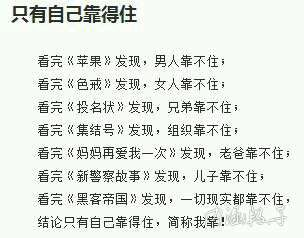 只有自己靠得住
看完《苹果》发现，男人靠不住；
看完《色戒》发现，女人靠不住；
看完《投名状》发现，兄弟靠不住；
看完《集结号》发现，组织靠不住；
看完《妈妈再爱我一次》发现，老爸靠不住；
看完《新警察故事》发现，儿子靠不住；
看完《黑客帝国》发现，一切现实都靠不住；
结论只有自己靠得住，简称我靠！